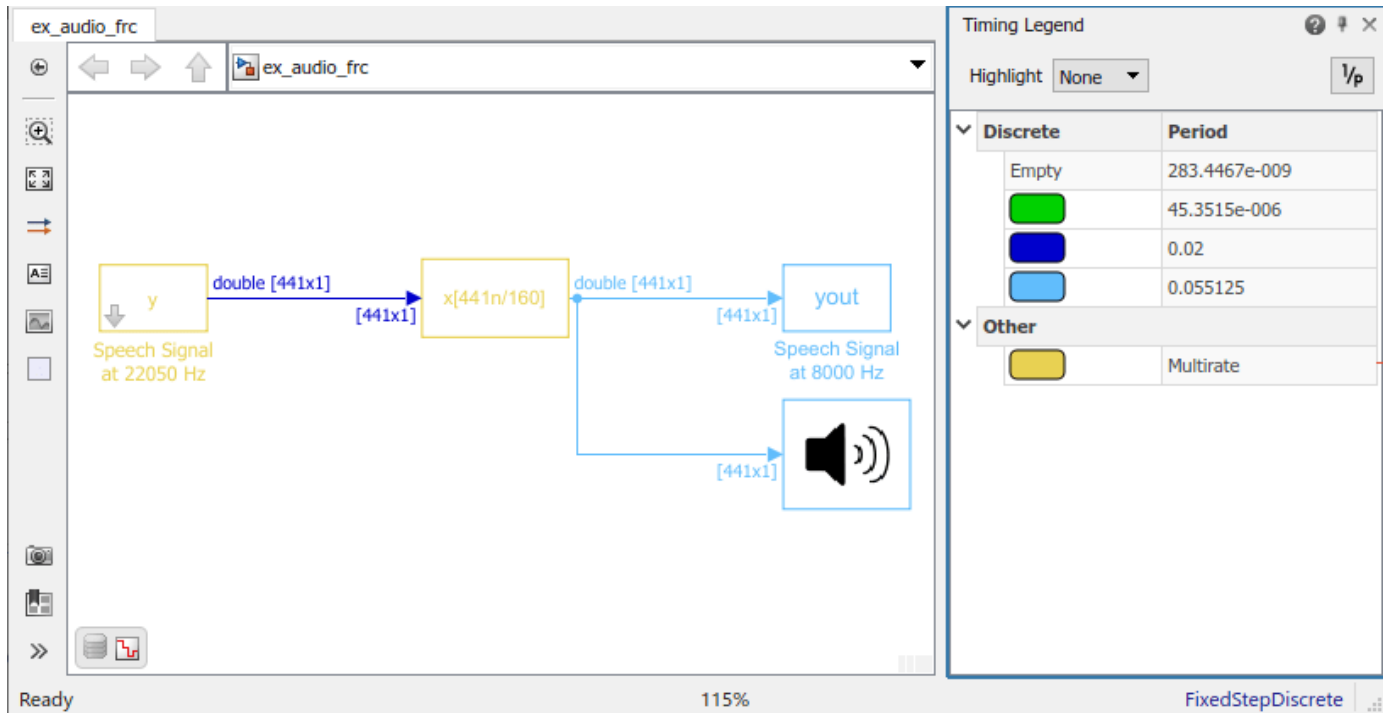 ex_audio_frc
ex_audio_frc
y
double [441x1]
[441x1]
x[441n/160]
double [441x1]
[441x1]
yout
Speech Signal
at 22050 Hz
Speech Signal
at 8000 Hz
[441x1]
Ready
115%
FixedStepDiscrete
Timing Legend
Highlight None
1/p
Discrete Period
Empty 283.4467e-009
45.3515e-006
0.02
0.055125
Other
Multirate